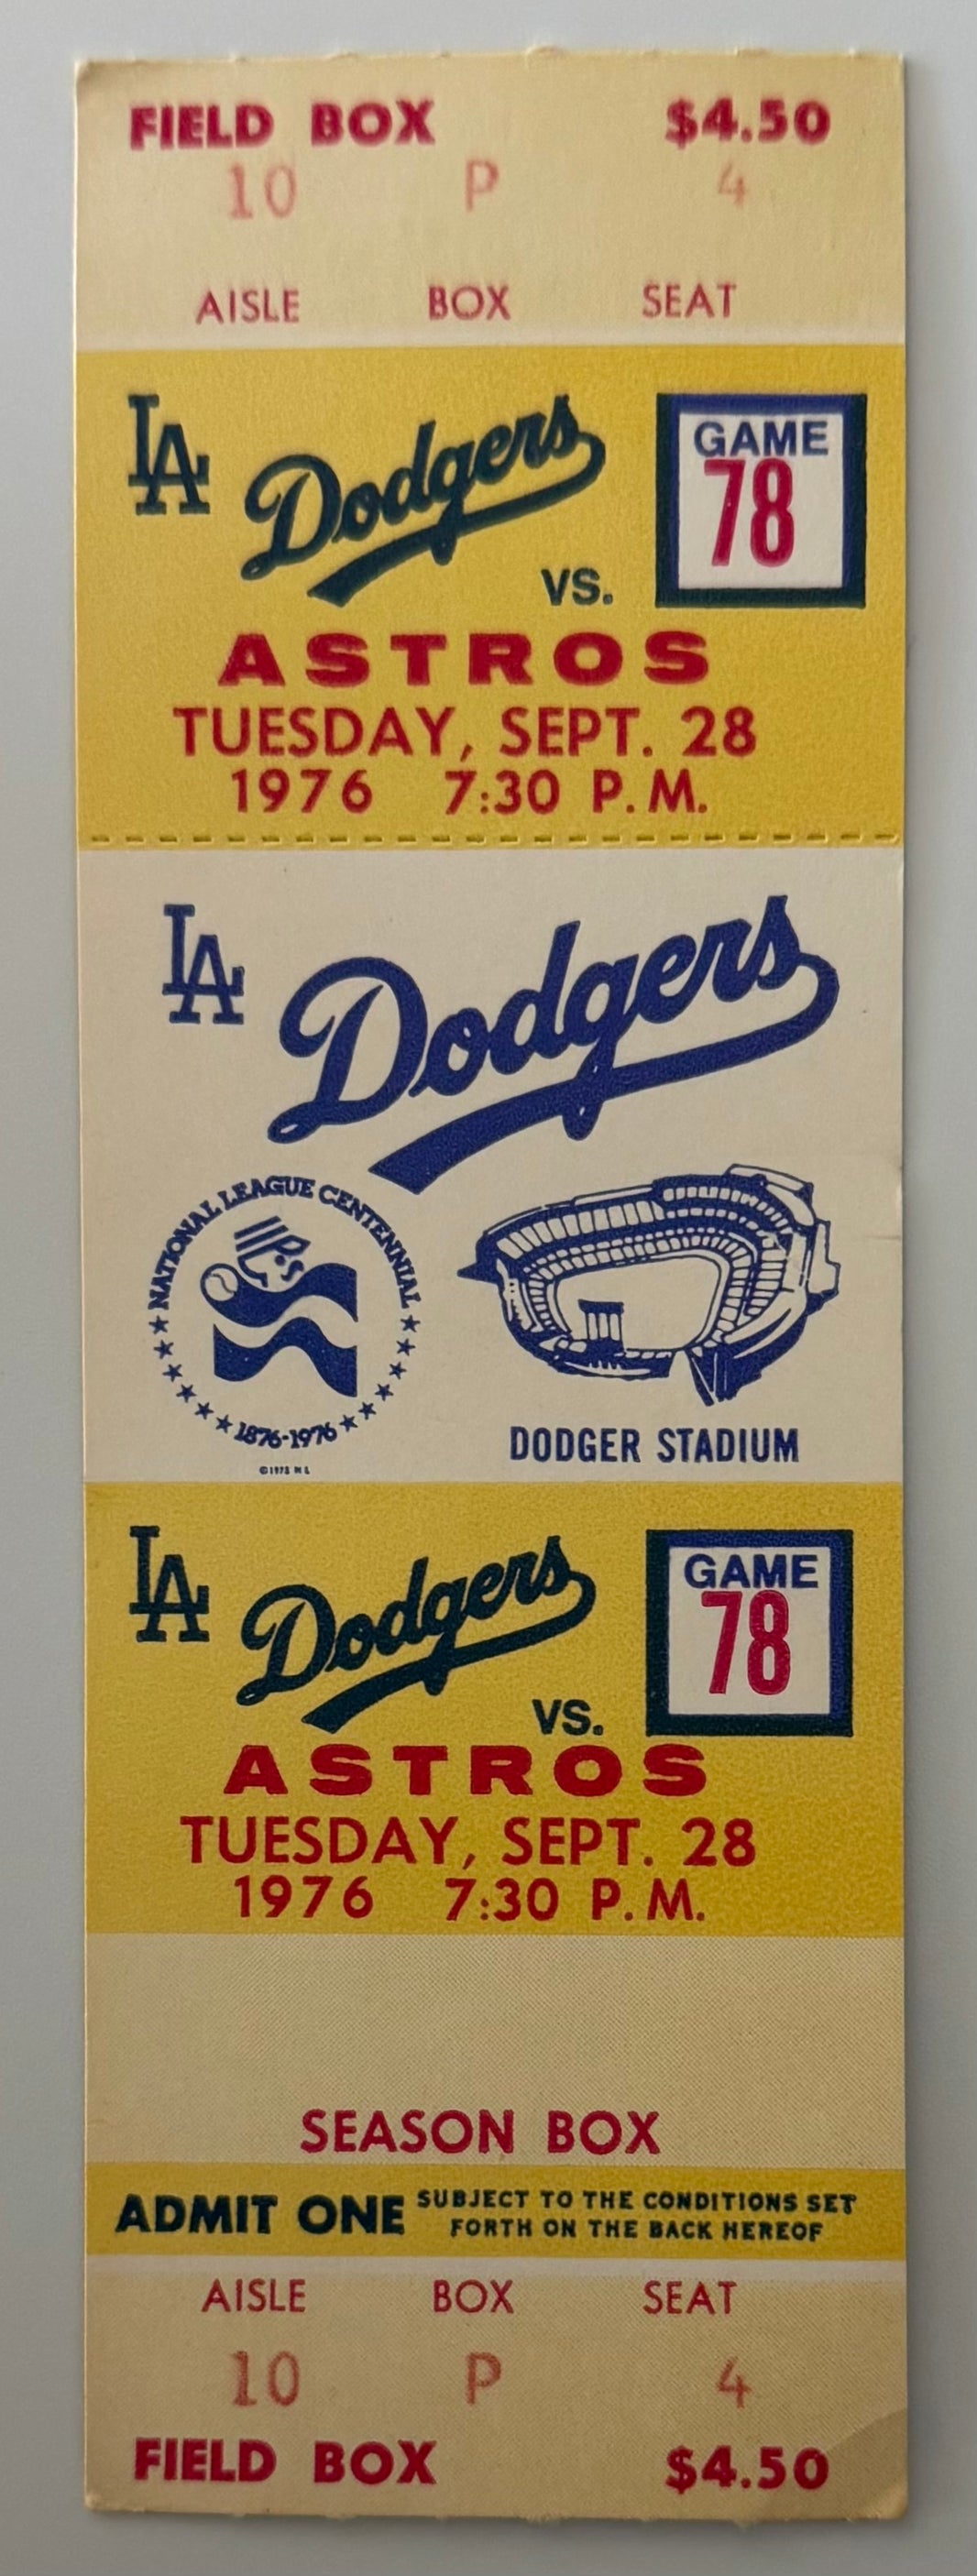 FIELD BOX $4.50
10 P 4
AISLE BOX SEAT
LA Dodgers
GAME
78
VS.
ASTROS
TUESDAY, SEPT. 28
1976 7:30 P.M.
LA Dodgers
NATIONAL LEAGUE CENTENNIAL
1876-1976
DODGER STADIUM
LA Dodgers
GAME
78
VS.
ASTROS
TUESDAY, SEPT. 28
1976 7:30 P.M.
SEASON BOX
ADMIT ONE SUBJECT TO THE CONDITIONS SET
FORTH ON THE BACK HEREOF
AISLE BOX SEAT
10 P 4
FIELD BOX $4.50